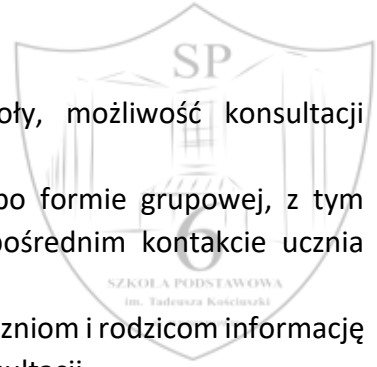 SP
oły, możliwość konsultacji
po formie grupowej, z tym
pośrednim kontakcie ucznia
6
SZKOŁA PODSTAWOWA
im. Tadeusza Kościuszki
zniom i rodzicom informację